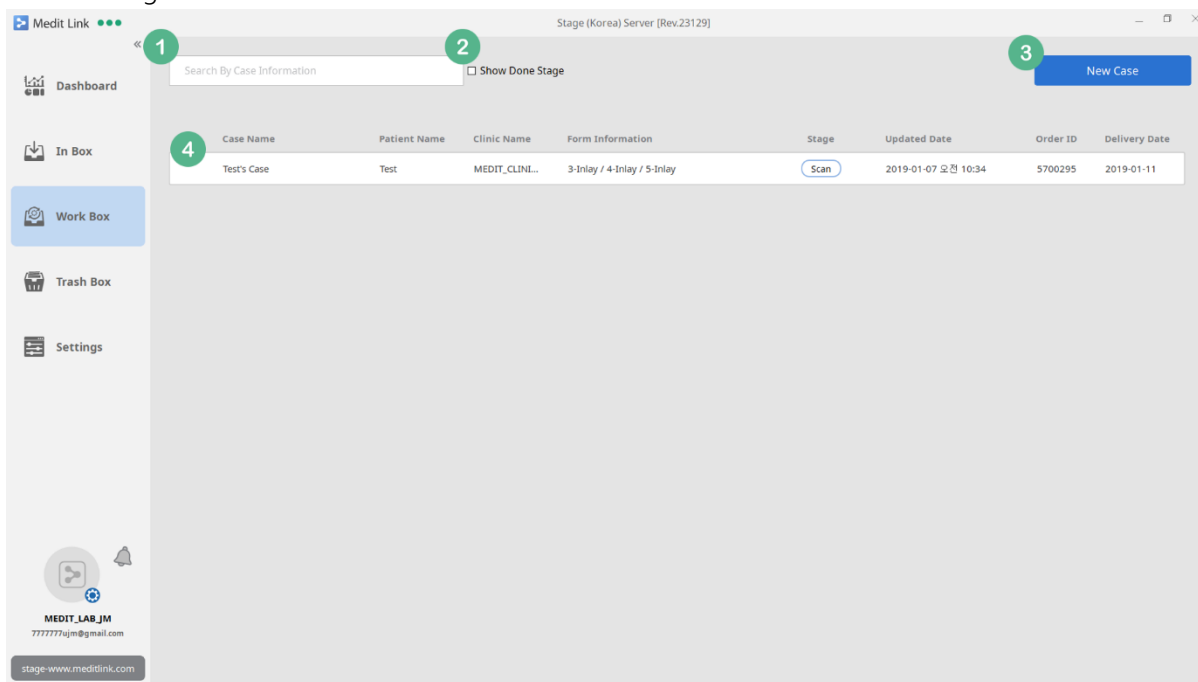 Medit Link
Stage (Korea) Server [Rev.23129]
«
1
2
3
Search By Case Information
Show Done Stage
New Case
Dashboard
In Box
Work Box
Trash Box
Settings
4
Case Name Patient Name Clinic Name Form Information Stage Updated Date Order ID Delivery Date
Test's Case Test MEDIT_CLINI... 3-Inlay / 4-Inlay / 5-Inlay Scan 2019-01-07 오전 10:34 5700295 2019-01-11
MEDIT_LAB_JM
7777777ujm@gmail.com
stage-www.meditlink.com